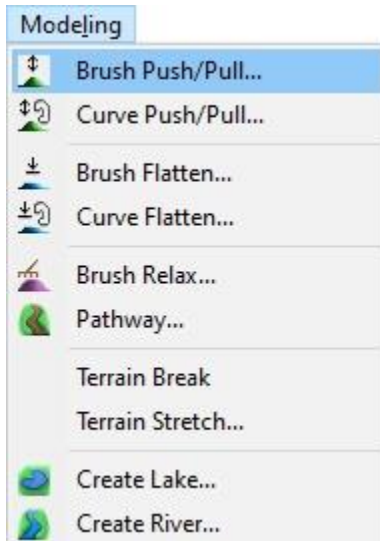 Modeling
Brush Push/Pull...
Curve Push/Pull...
Brush Flatten...
Curve Flatten...
Brush Relax...
Pathway...
Terrain Break
Terrain Stretch...
Create Lake...
Create River...